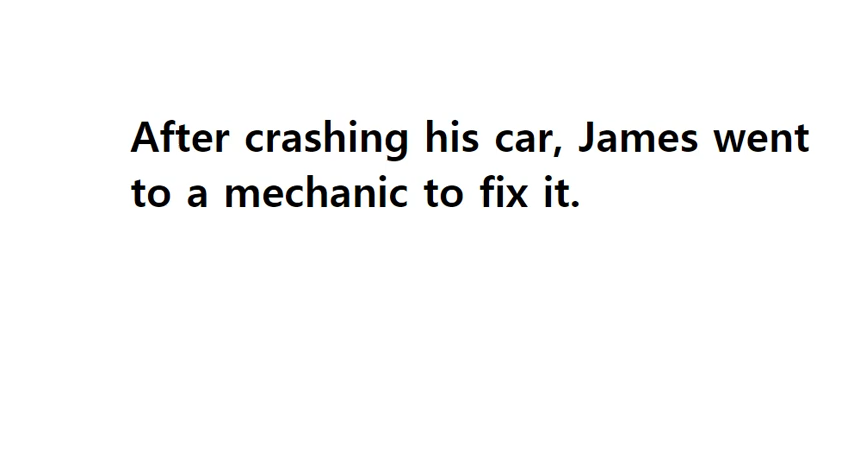 After crashing his car, James went
to a mechanic to fix it.